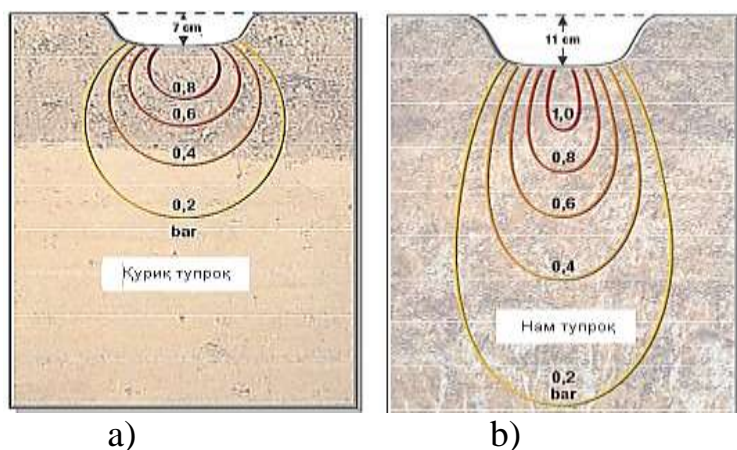 7 cm
0,8
0,6
0,4
0,2
bar
Қуриқ тупроқ
a)
11 cm
1,0
0,8
0,6
0,4
Нам тупроқ
0,2
bar
b)